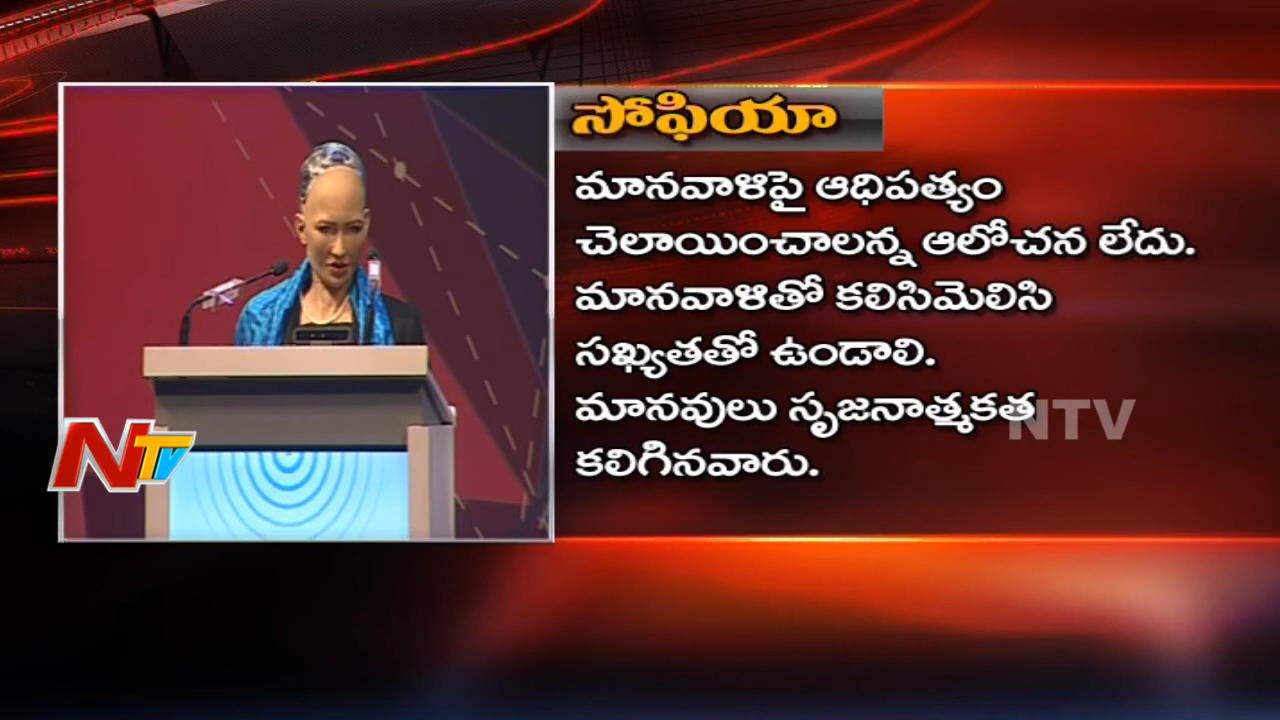 సోఫియా
మానవాళిపై ఆధిపత్యం
చెలాయించాలన్న ఆలోచన లేదు.
మానవాళితో కలిసిమెలిసి
సఖ్యతతో ఉండాలి.
మానవులు సృజనాత్మకత
కలిగినవారు.
NTV
NTV